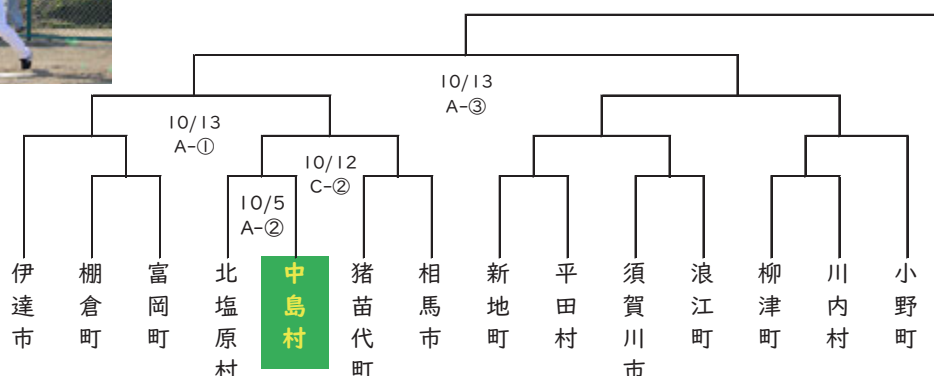 10/13
A-③
10/13
A-①
10/12
C-②
10/5
A-②
伊達市
棚倉町
富岡町
北塩原村
中島村
猪苗代町
相馬市
新地町
平田村
須賀川市
浪江町
柳津町
川内村
小野町